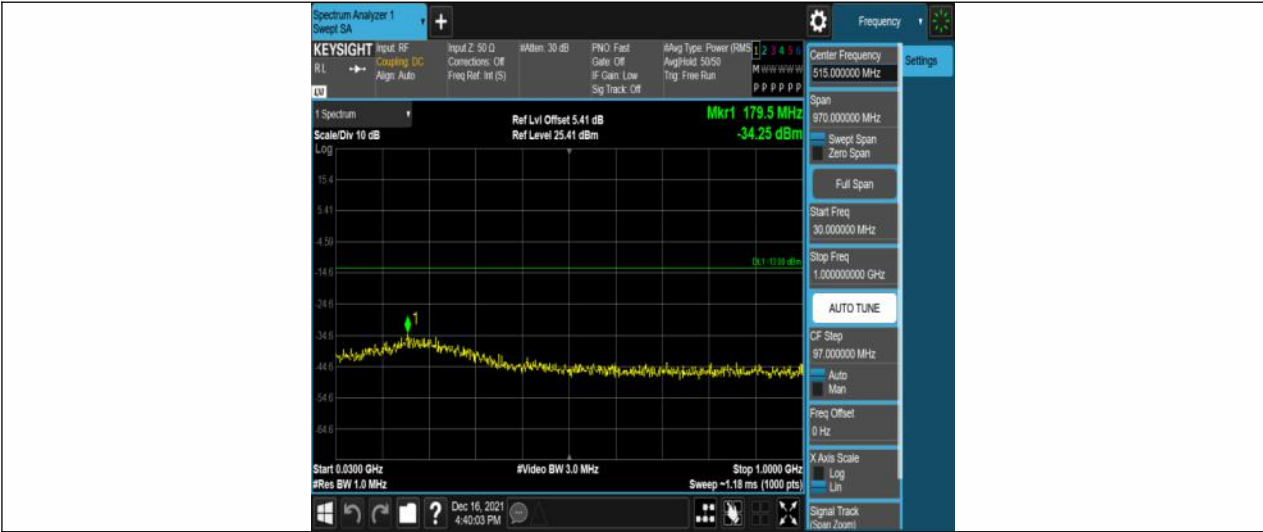 Spectrum Analyzer 1
Swept SA
+
Frequency
KEYSIGHT
RL
LW
Input: RF
Coupling: DC
Align: Auto
Input Z: 50 Ω
Corrections: Off
Freq Ref: Int (S)
#Atten: 30 dB
PNO: Fast
Gate: Off
IF Gain: Low
Sig Track: Off
#Avg Type: Power (RMS
Avg|Hold: 50/50
Trig: Free Run
1 2 3 4 5 6
M W W W W W
P P P P P P
1 Spectrum
Scale/Div 10 dB
Ref Lvl Offset 5.41 dB
Ref Level 25.41 dBm
Mkr1 179.5 MHz
-34.25 dBm
Log
15.4
5.41
-4.59
-14.6
-24.6
-34.6
-44.6
-54.6
-64.6
DL1 -13.00 dBm
1
Start 0.0300 GHz
#Res BW 1.0 MHz
#Video BW 3.0 MHz
Stop 1.0000 GHz
Sweep ~1.18 ms (1000 pts)
?
Dec 16, 2021
4:40:03 PM
Center Frequency
515.000000 MHz
Settings
Span
970.000000 MHz
Swept Span
Zero Span
Full Span
Start Freq
30.000000 MHz
Stop Freq
1.000000000 GHz
AUTO TUNE
CF Step
97.000000 MHz
Auto
Man
Freq Offset
0 Hz
X Axis Scale
Log
Lin
Signal Track
(Span Zoom)